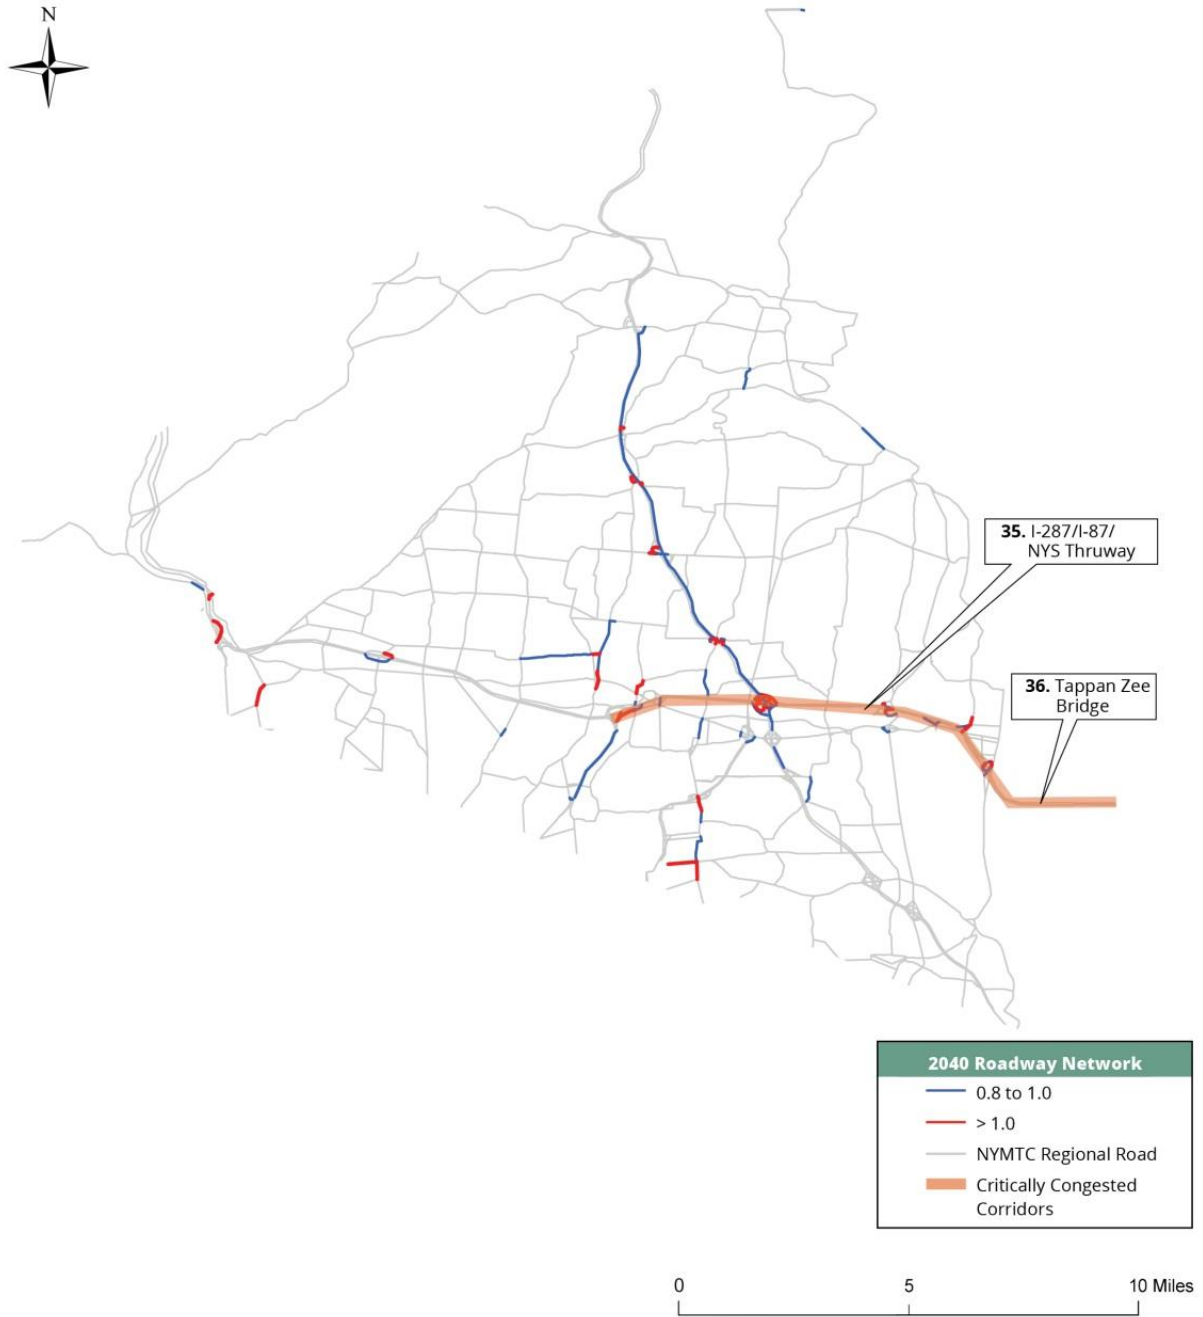 N
35. I-287/I-87/
NYS Thruway
36. Tappan Zee
Bridge
2040 Roadway Network
0.8 to 1.0
> 1.0
NYMTC Regional Road
Critically Congested
Corridors
0 5 10 Miles